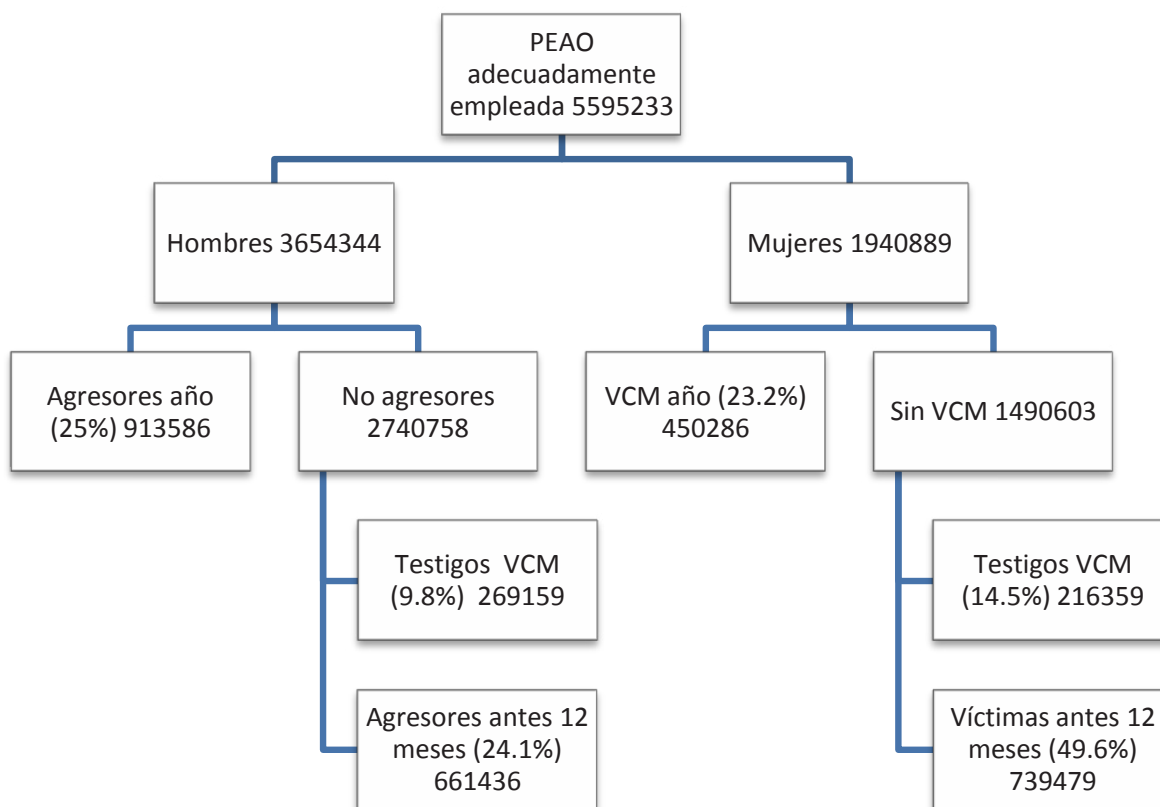 PEAO
adecuadamente
empleada 5595233
Hombres 3654344
Mujeres 1940889
Agresores año
(25%) 913586
No agresores
2740758
VCM año (23.2%)
450286
Sin VCM 1490603
Testigos VCM
(9.8%) 269159
Testigos VCM
(14.5%) 216359
Agresores antes 12
meses (24.1%)
661436
Víctimas antes 12
meses (49.6%)
739479